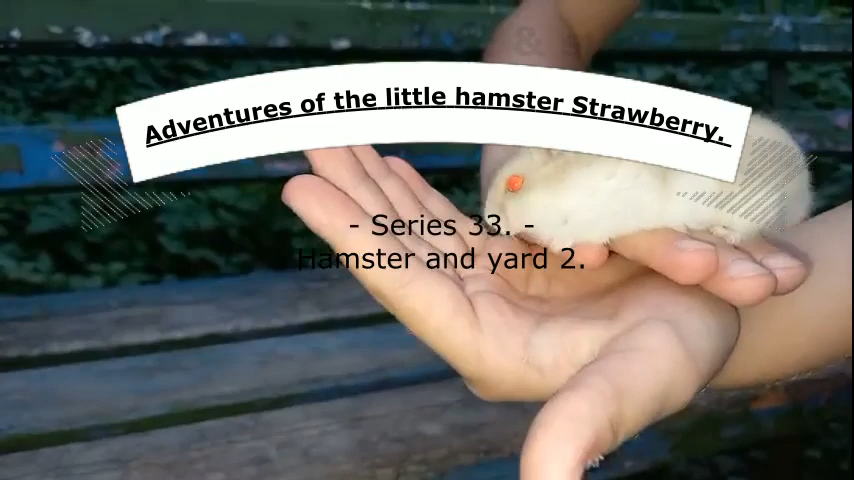 Adventures of the little hamster Strawberry.
- Series 33. -
Hamster and yard 2.